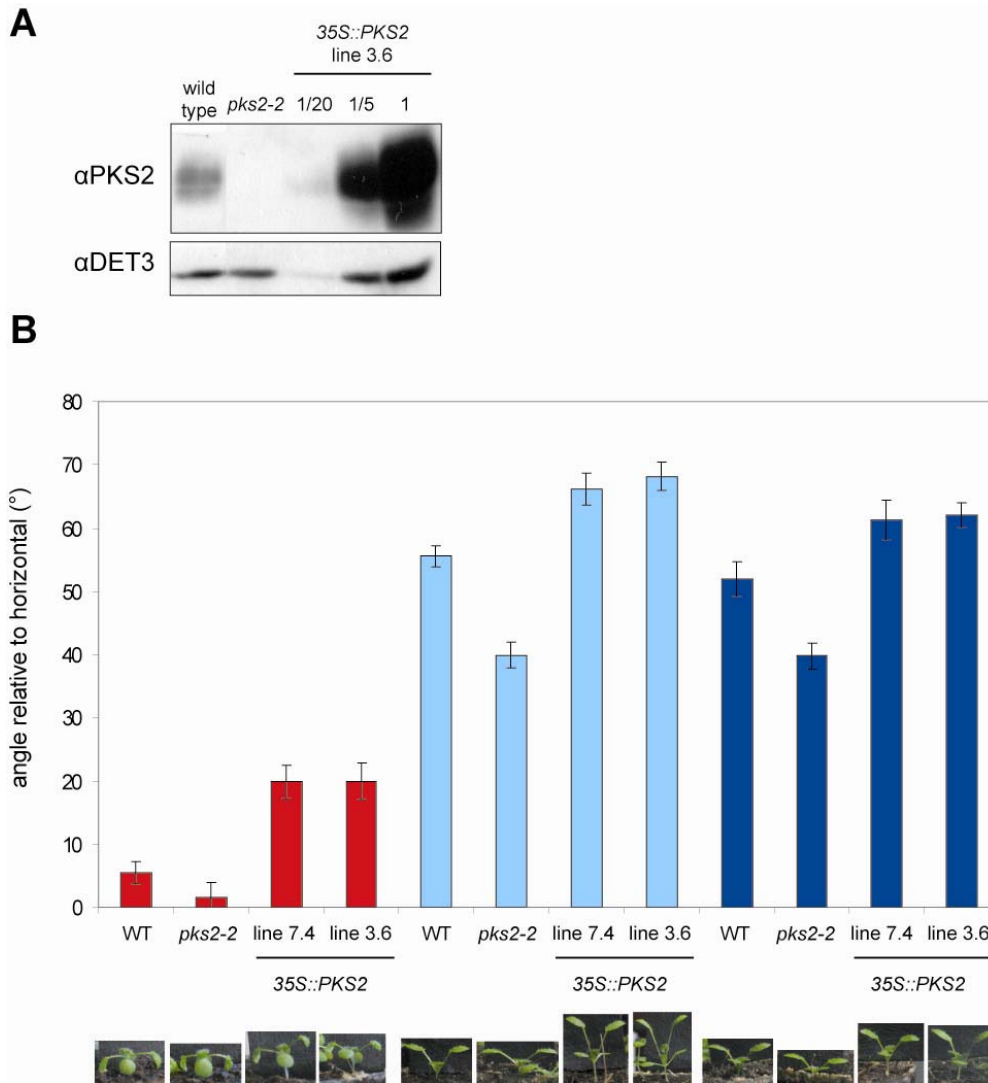 A
35S::PKS2
line 3.6
wild
type pks2-2 1/20 1/5 1
αPKS2
αDET3
B
angle relative to horizontal (°)
80
70
60
50
40
30
20
10
0
WT pks2-2 line 7.4 line 3.6 WT pks2-2 line 7.4 line 3.6 WT pks2-2 line 7.4 line 3.6
35S::PKS2 35S::PKS2 35S::PKS2